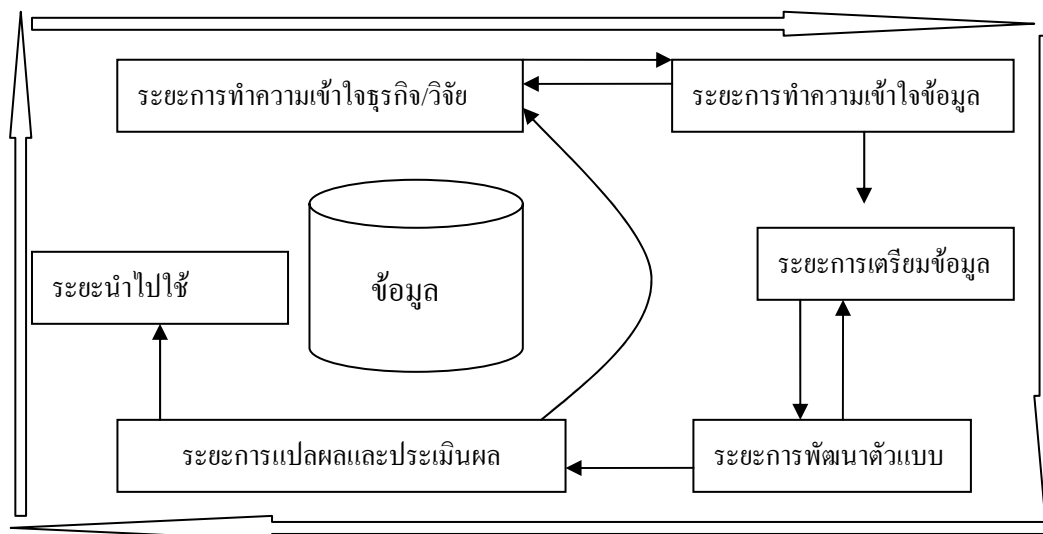 ระยะการทำความเข้าใจธุรกิจ/วิจัย
ระยะการทำความเข้าใจข้อมูล
ระยะการเตรียมข้อมูล
ระยะนำไปใช้
ข้อมูล
ระยะการแปลผลและประเมินผล
ระยะการพัฒนาตัวแบบ